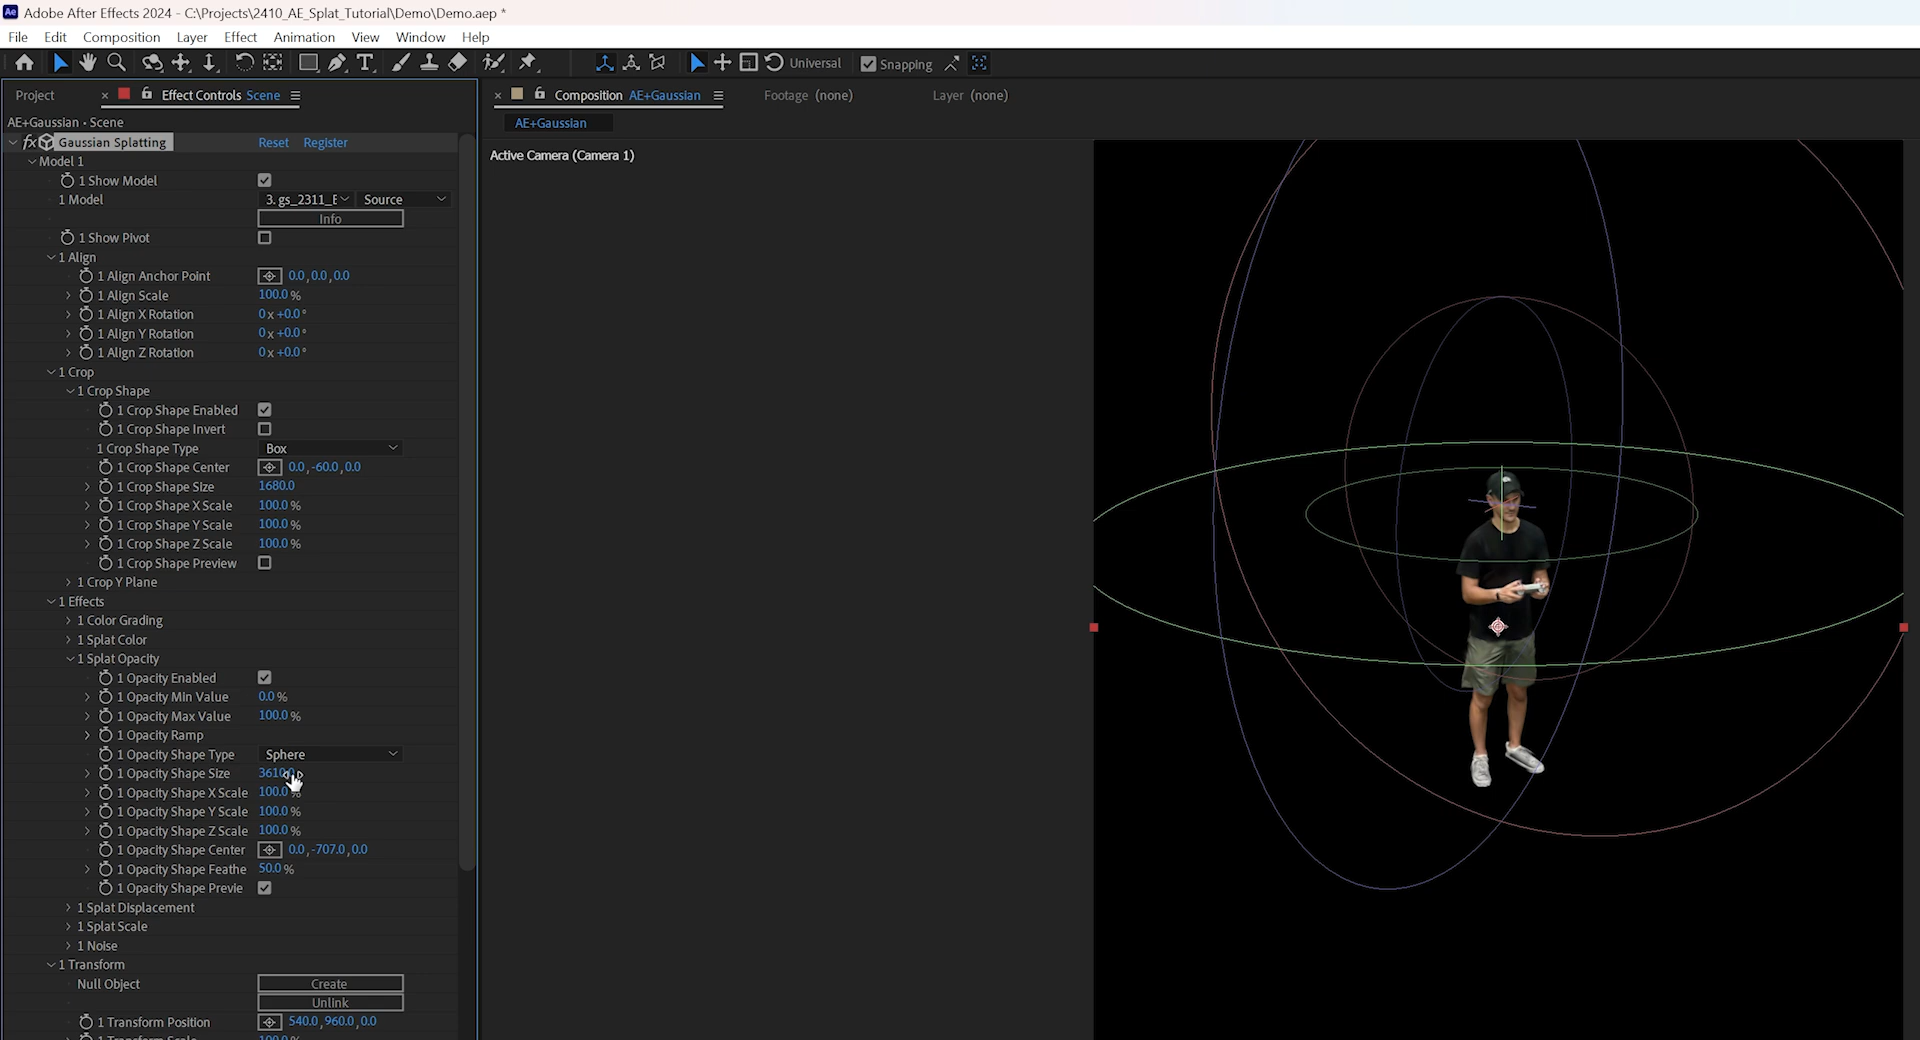 Adobe After Effects 2024 - C:\Projects\2410_AE_Splat_Tutorial\Demo\Demo.aep *
File Edit Composition Layer Effect Animation View Window Help
Universal Snapping
Project × Effect Controls Scene
× Composition AE+Gaussian Footage (none) Layer (none)
AE+Gaussian • Scene
AE+Gaussian
Active Camera (Camera 1)
fx Gaussian Splatting Reset Register
Model 1
1 Show Model
1 Model 3. gs_2311_E Source
Info
1 Show Pivot
1 Align
1 Align Anchor Point 0.0,0.0,0.0
1 Align Scale 100.0 %
1 Align X Rotation 0 x +0.0 °
1 Align Y Rotation 0 x +0.0 °
1 Align Z Rotation 0 x +0.0 °
1 Crop
1 Crop Shape
1 Crop Shape Enabled
1 Crop Shape Invert
1 Crop Shape Type Box
1 Crop Shape Center 0.0,-60.0,0.0
1 Crop Shape Size 1680.0
1 Crop Shape X Scale 100.0 %
1 Crop Shape Y Scale 100.0 %
1 Crop Shape Z Scale 100.0 %
1 Crop Shape Preview
1 Crop Y Plane
1 Effects
1 Color Grading
1 Splat Color
1 Splat Opacity
1 Opacity Enabled
1 Opacity Min Value 0.0 %
1 Opacity Max Value 100.0 %
1 Opacity Ramp
1 Opacity Shape Type Sphere
1 Opacity Shape Size
1 Opacity Shape X Scale 100.0 %
1 Opacity Shape Y Scale 100.0 %
1 Opacity Shape Z Scale 100.0 %
1 Opacity Shape Center 0.0,-707.0,0.0
1 Opacity Shape Feathe 50.0 %
1 Opacity Shape Previe
1 Splat Displacement
1 Splat Scale
1 Noise
1 Transform
Null Object Create
Unlink
1 Transform Position 540.0,960.0,0.0